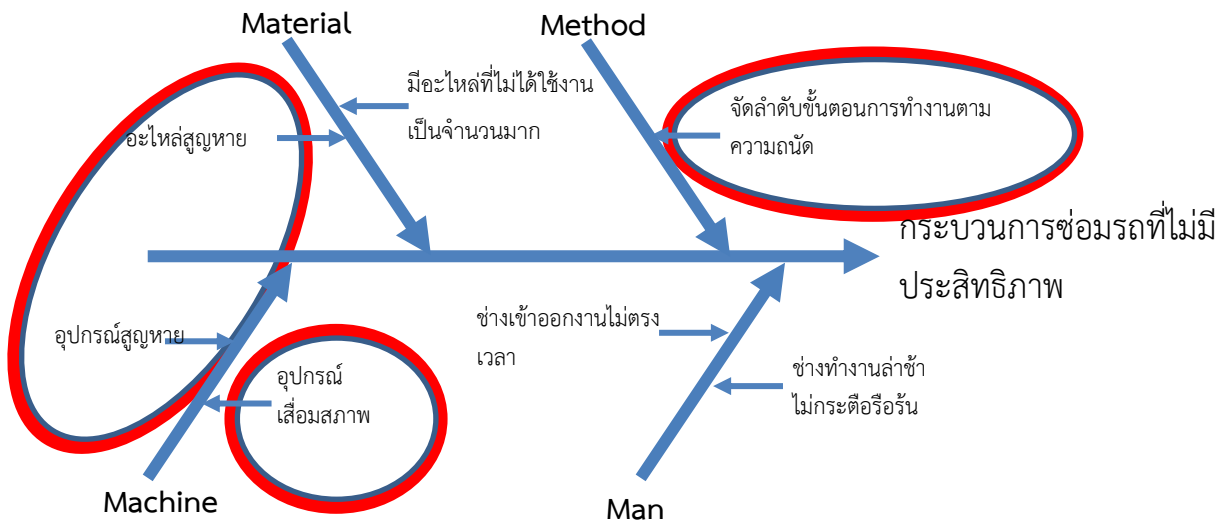 Material
Method
มีอะไหล่ที่ไม่ได้ใช้งาน
เป็นจำนวนมาก
อะไหล่สูญหาย
จัดลำดับขั้นตอนการทำงานตาม
ความถนัด
กระบวนการซ่อมรถที่ไม่มี
ประสิทธิภาพ
อุปกรณ์สูญหาย
อุปกรณ์
เสื่อมสภาพ
ช่างเข้าออกงานไม่ตรง
เวลา
ช่างทำงานล่าช้า
ไม่กระตือรือร้น
Machine
Man